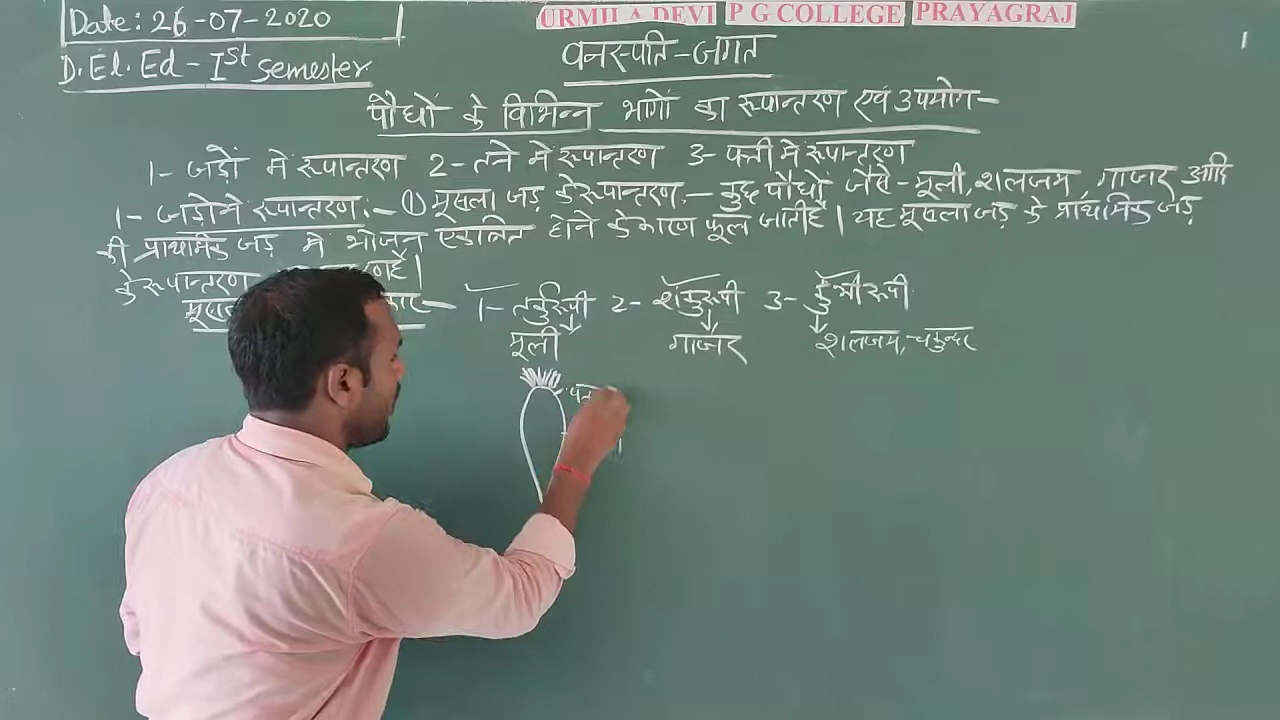 Date: 26-07-2020
URMILA DEVI P G COLLEGE PRAYAGRAJ
D.El.Ed - Ist Semester
वनस्पति-जगत
पौधों के विभिन्न भागों का रूपान्तरण एवं उपयोग-
1- जड़ों में रूपान्तरण 2- तने में रूपान्तरण 3- पत्ती में रूपान्तरण
1- जड़ो में रूपान्तरण:- ① मूसला जड़ के रूपान्तरण:- कुछ पौधों जैसे- मूली, शलजम, गाजर आदि
की प्राथमिक जड़ में भोजन एकत्रित होने के कारण फूल जाती है। यह मूसला जड़ के प्राथमिक जड़
के रूपान्तरण है।
1- तर्कुरूपी 2- शंकुरूपी 3- कुंभीरूपी
मूली गाजर शलजम, चकुन्दर